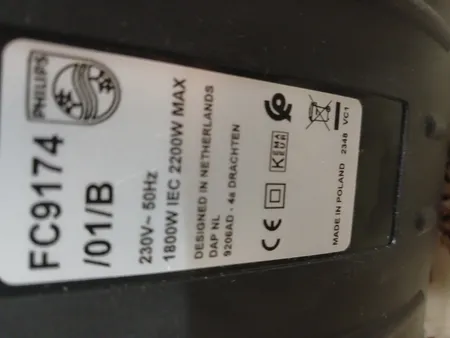 PHILIPS
FC9174
/01/B
230V~ 50Hz
1800W IEC 2200W MAX
DESIGNED IN NETHERLANDS
DAP NL
9206AD - 4a DRACHTEN
CE
KEMA
KEUR
MADE IN POLAND 2348 VC1